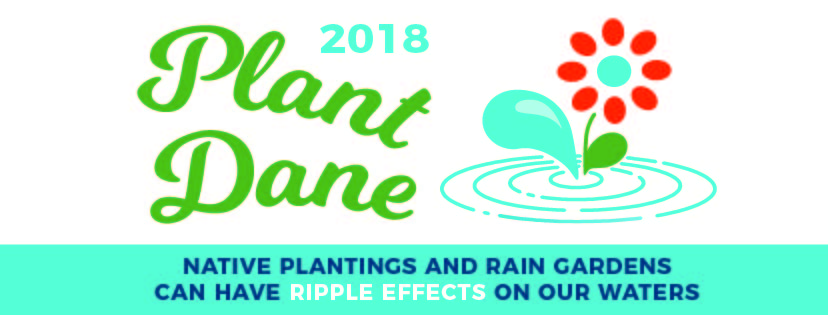 2018
Plant
Dane
NATIVE PLANTINGS AND RAIN GARDENS
CAN HAVE RIPPLE EFFECTS ON OUR WATERS